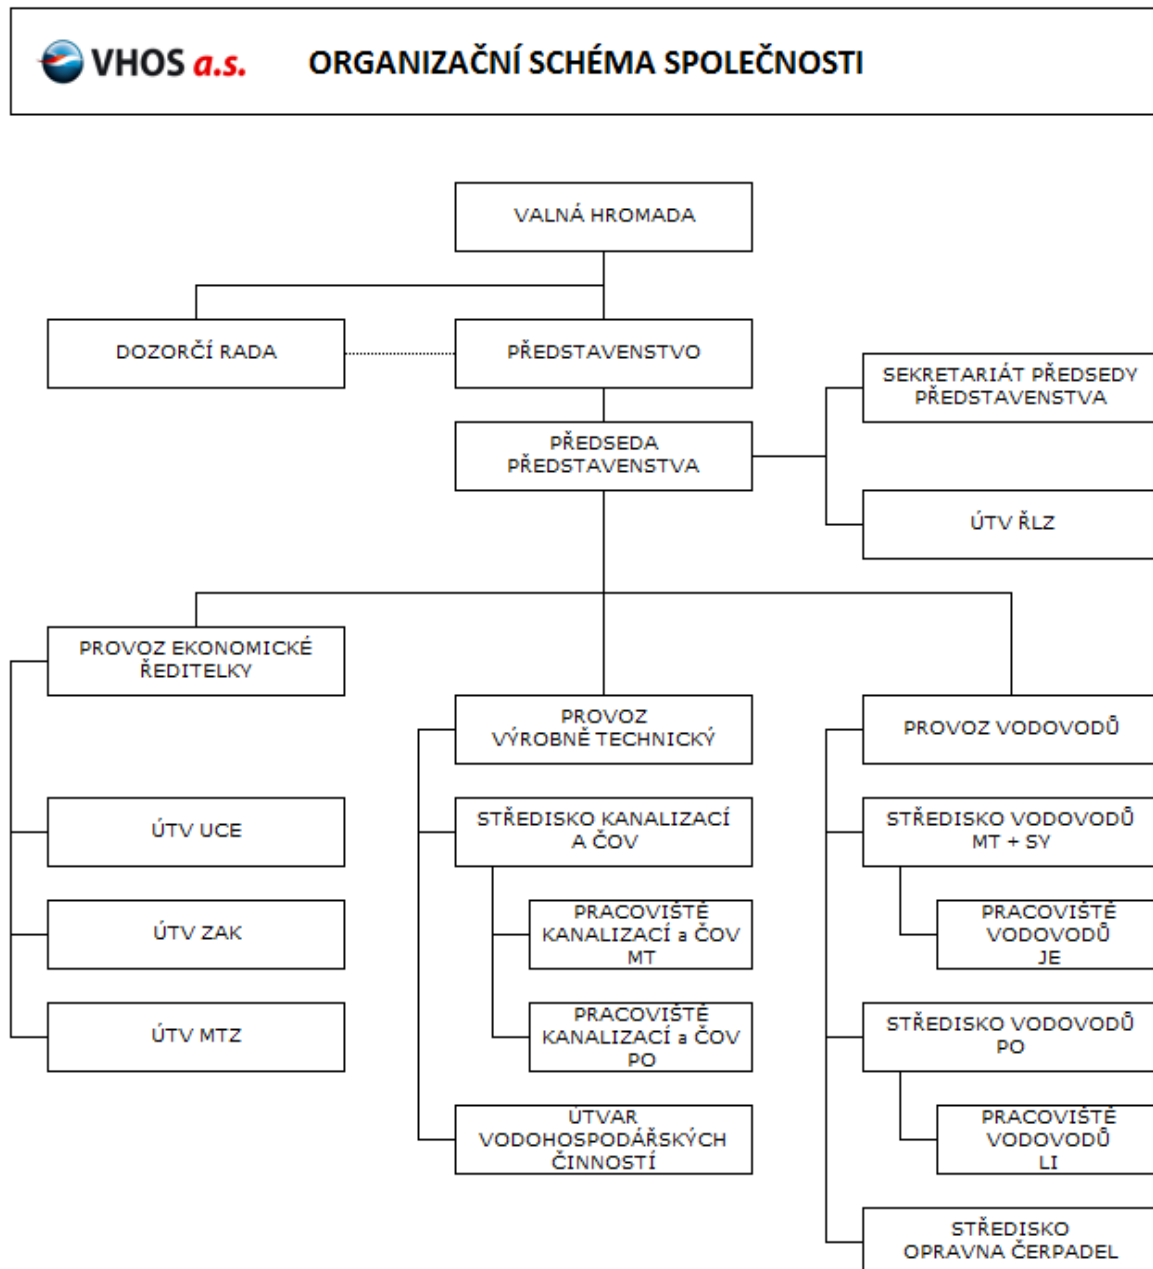 VHOS a.s.
ORGANIZAČNÍ SCHÉMA SPOLEČNOSTI
VALNÁ HROMADA
DOZORČÍ RADA
PŘEDSTAVENSTVO
SEKRETARIÁT PŘEDSEDY
PŘEDSTAVENSTVA
PŘEDSEDA
PŘEDSTAVENSTVA
ÚTV ŘLZ
PROVOZ EKONOMICKÉ
ŘEDITELKY
ÚTV UCE
ÚTV ZAK
ÚTV MTZ
PROVOZ
VÝROBNĚ TECHNICKÝ
STŘEDISKO KANALIZACÍ
A ČOV
PRACOVIŠTĚ
KANALIZACÍ a ČOV
MT
PRACOVIŠTĚ
KANALIZACÍ a ČOV
PO
ÚTVAR
VODOHOSPODÁŘSKÝCH
ČINNOSTÍ
PROVOZ VODOVODŮ
STŘEDISKO VODOVODŮ
MT + SY
PRACOVIŠTĚ
VODOVODŮ
JE
STŘEDISKO VODOVODŮ
PO
PRACOVIŠTĚ
VODOVODŮ
LI
STŘEDISKO
OPRAVNA ČERPADEL